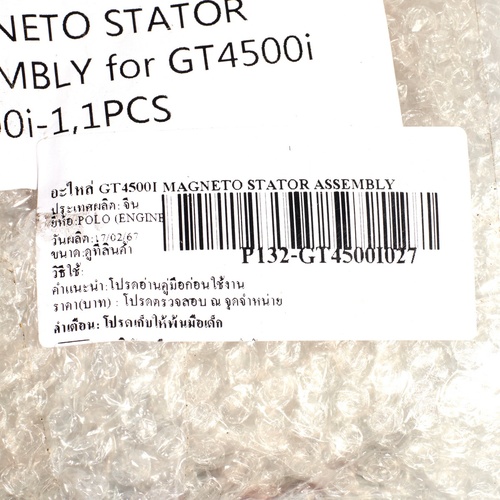 NETO STATOR
MBLY for GT4500i
00i-1,1PCS
อะไหล่ GT4500I MAGNETO STATOR ASSEMBLY
ประเทศผลิต: จีน
ยี่ห้อ:POLO (ENGINE
วันผลิต:17/02/67
ขนาด:ดูที่สินค้า
P132-GT4500I027
วิธีใช้:
คำแนะนำ:โปรดอ่านคู่มือก่อนใช้งาน
ราคา(บาท) : โปรดตรวจสอบ ณ จุดจำหน่าย
คำเตือน: โปรดเก็บให้พ้นมือเด็ก